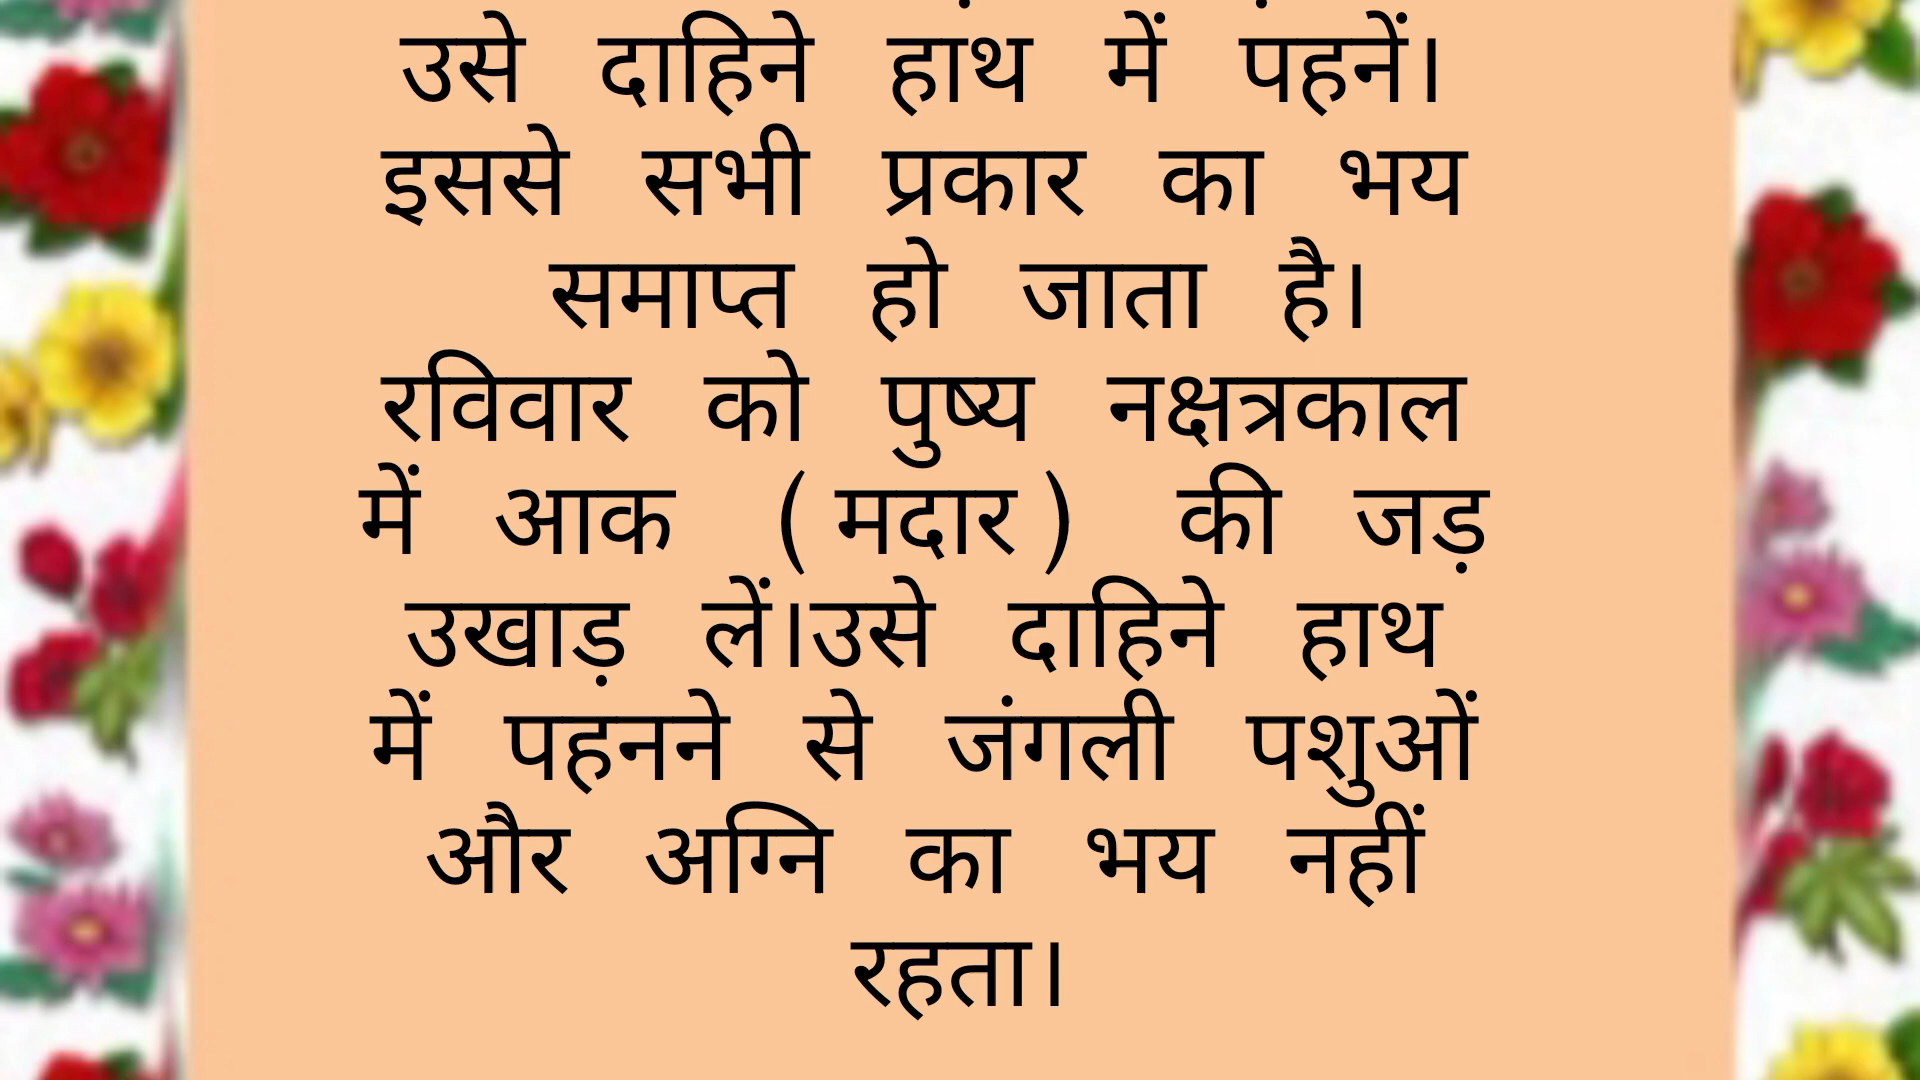 उसे दाहिने हाथ में पहनें।
इससे सभी प्रकार का भय
समाप्त हो जाता है।
रविवार को पुष्य नक्षत्रकाल
में आक (मदार) की जड़
उखाड़ लें।उसे दाहिने हाथ
में पहनने से जंगली पशुओं
और अग्नि का भय नहीं
रहता।